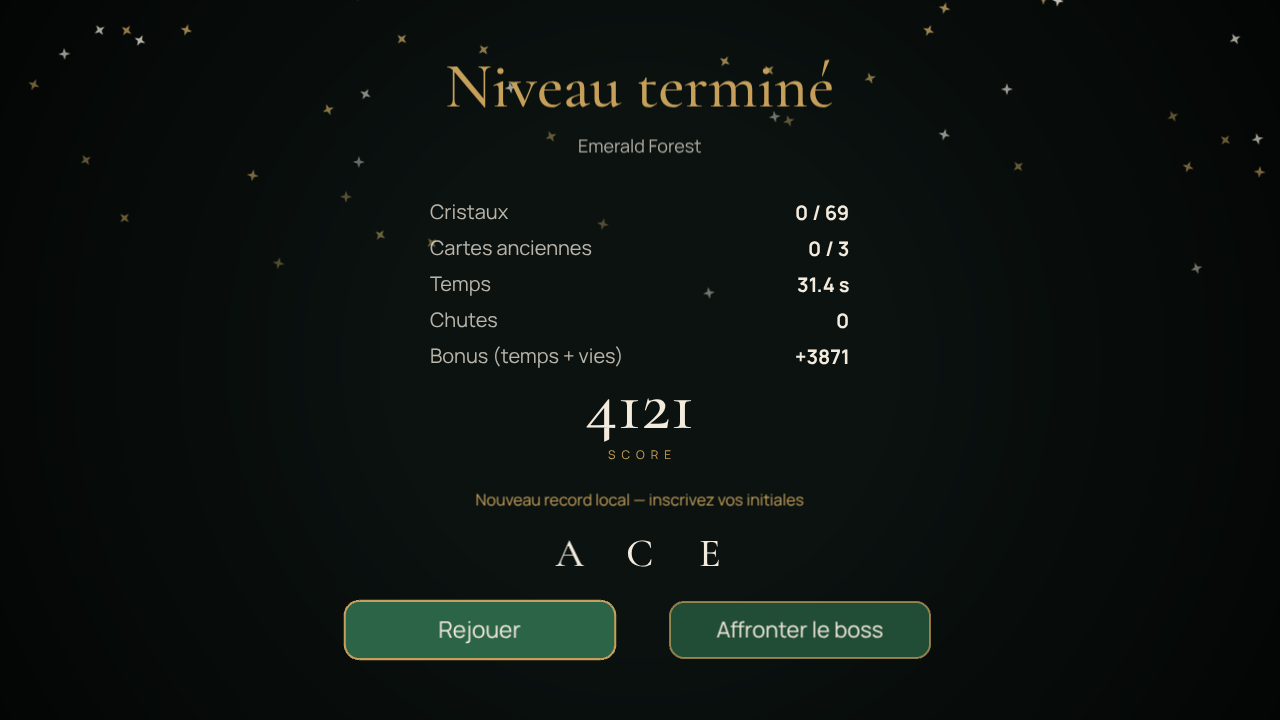 Niveau terminé
Emerald Forest
Cristaux 0 / 69
Cartes anciennes 0 / 3
Temps 31.4 s
Chutes 0
Bonus (temps + vies) +3871
4121
SCORE
Nouveau record local — inscrivez vos initiales
A C E
Rejouer Affronter le boss